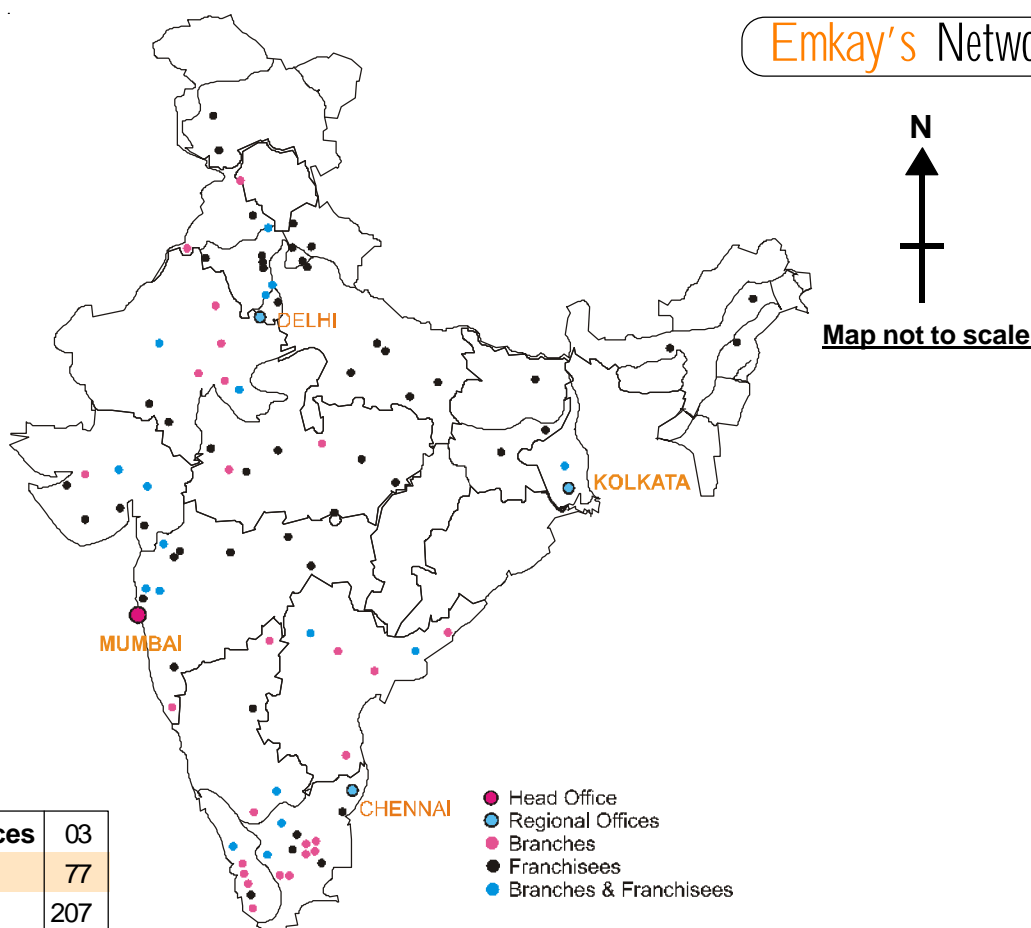 Emkay's Netwo
N
Map not to scale
DELHI
KOLKATA
MUMBAI
CHENNAI
Head Office
Regional Offices
Branches
Franchisees
Branches & Franchisees
ces 03
77
207